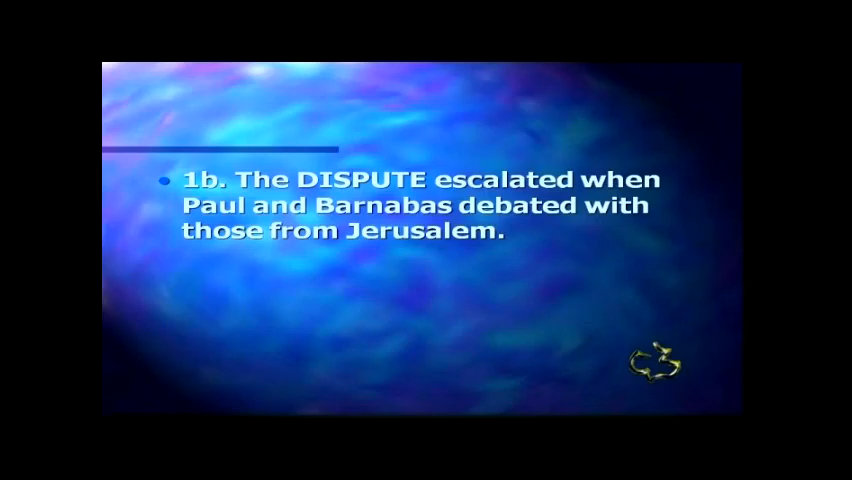 • 1b. The DISPUTE escalated when
Paul and Barnabas debated with
those from Jerusalem.